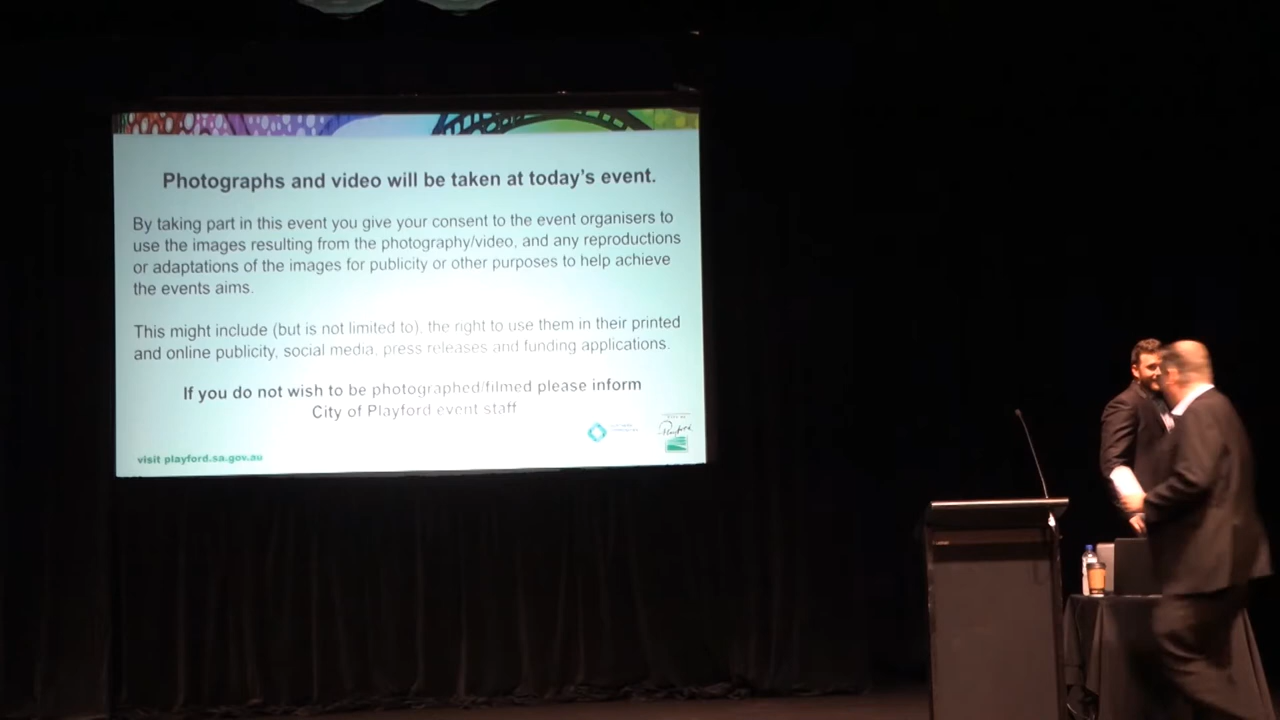 Photographs and video will be taken at today's event.
By taking part in this event you give your consent to the event organisers to
use the images resulting from the photography/video, and any reproductions
or adaptations of the images for publicity or other purposes to help achieve
the events aims.
This might include (but is not limited to), the right to use them in their printed
and online publicity, social media, press releases and funding applications.
If you do not wish to be photographed/filmed please inform
City of Playford event staff
Playford
visit playford.sa.gov.au